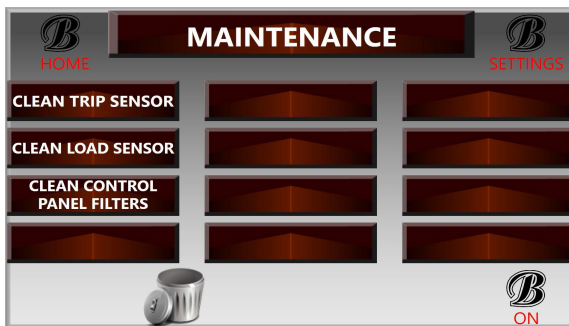 B
MAINTENANCE
B
HOME
SETTINGS
CLEAN TRIP SENSOR
CLEAN LOAD SENSOR
CLEAN CONTROL
PANEL FILTERS
B
ON